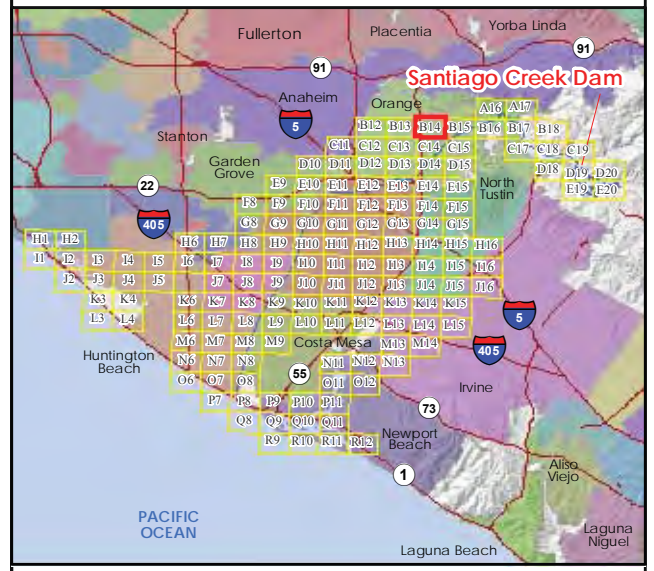 Fullerton
Placentia
Yorba Linda
91
91
Santiago Creek Dam
Anaheim
Orange
5
A16 A17
B12 B13 B14 B15 B16 B17 B18
Stanton
C11 C12 C13 C14 C15 C17 C18 C19
Garden
Grove
D10 D11 D12 D13 D14 D15 D18 D19 D20
22
E9 E10 E11 E12 E13 E14 E15 E19 E20
North
Tustin
F8 F9 F10 F11 F12 F13 F14 F15
405
G8 G9 G10 G11 G12 G13 G14 G15
H1 H2 H6 H7 H8 H9 H10 H11 H12 H13 H14 H15 H16
I1 I2 I3 I4 I5 I6 I7 I8 I9 I10 I11 I12 I13 I14 I15 I16
J2 J3 J4 J5 J7 J8 J9 J10 J11 J12 J13 J14 J15 J16
K3 K4 K6 K7 K8 K9 K10 K11 K12 K13 K14 K15
5
L3 L4 L6 L7 L8 L9 L10 L11 L12 L13 L14 L15
M6 M7 M8 M9 Costa Mesa M13 M14
405
Huntington
Beach
N6 N7 N8 N11 N12 N13
55
O6 O7 O8 O11 O12
Irvine
P7 P8 P9 P10 P11
73
Q8 Q9 Q10 Q11
Newport
Beach
R9 R10 R11 R12
1
Aliso
Viejo
PACIFIC
OCEAN
Laguna
Niguel
Laguna Beach